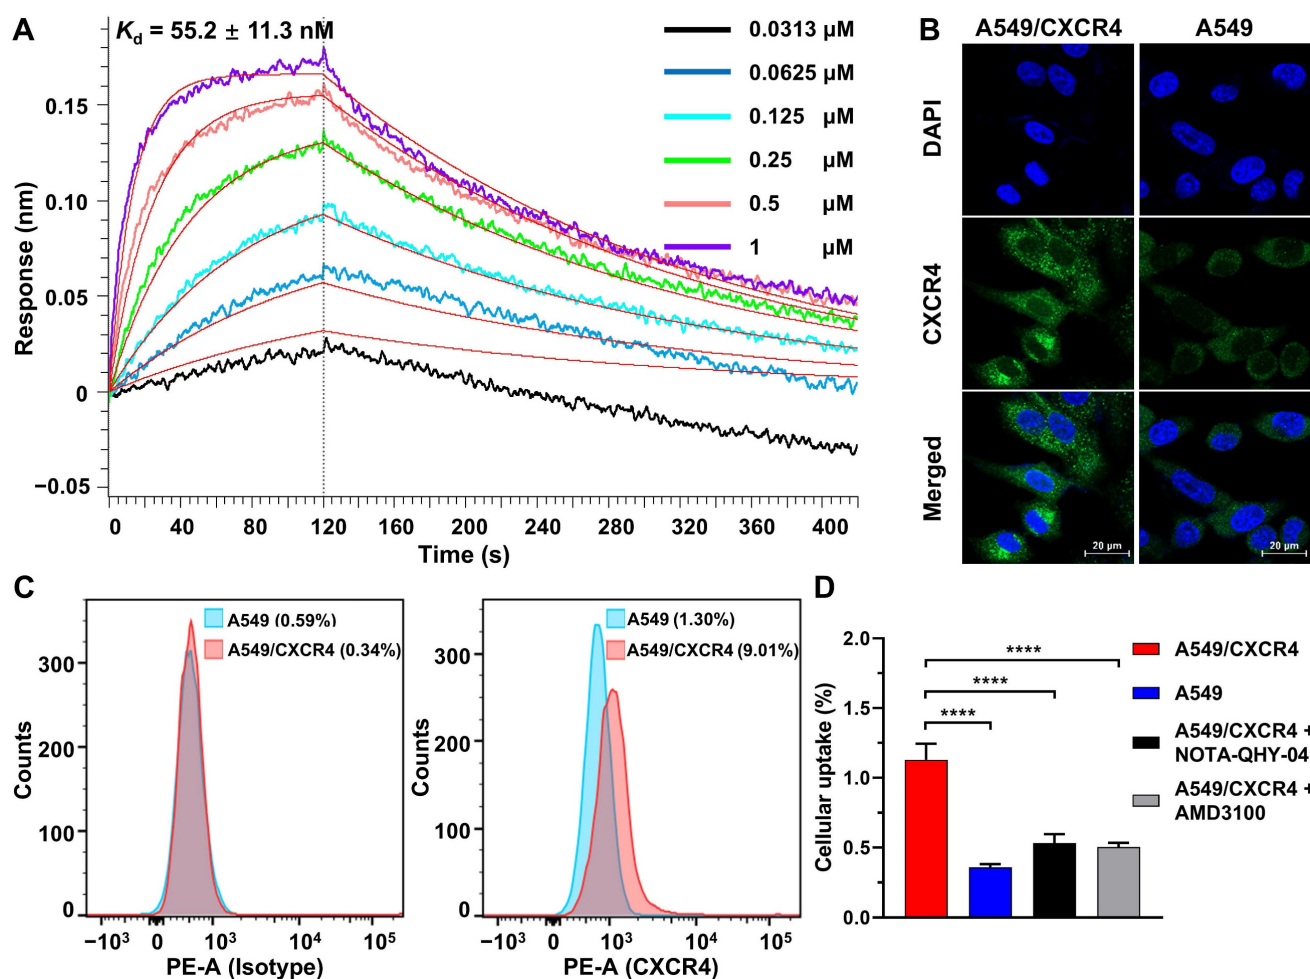 A
Kd = 55.2 ± 11.3 nM
0.0313 µM
0.0625 µM
0.125 µM
0.25 µM
0.5 µM
1 µM
Response (nm)
0.15
0.10
0.05
0
−0.05
0 40 80 120 160 200 240 280 320 360 400
Time (s)
B
A549/CXCR4 A549
DAPI
CXCR4
Merged
20 µm
20 µm
C
A549 (0.59%)
A549/CXCR4 (0.34%)
Counts
300
200
100
0
−10³ 0 10³ 10⁴ 10⁵
PE-A (Isotype)
A549 (1.30%)
A549/CXCR4 (9.01%)
Counts
300
200
100
0
−10³ 0 10³ 10⁴ 10⁵
PE-A (CXCR4)
D
Cellular uptake (%)
2.0
1.5
1.0
0.5
0.0
****
****
****
A549/CXCR4
A549
A549/CXCR4 +
NOTA-QHY-04
A549/CXCR4 +
AMD3100